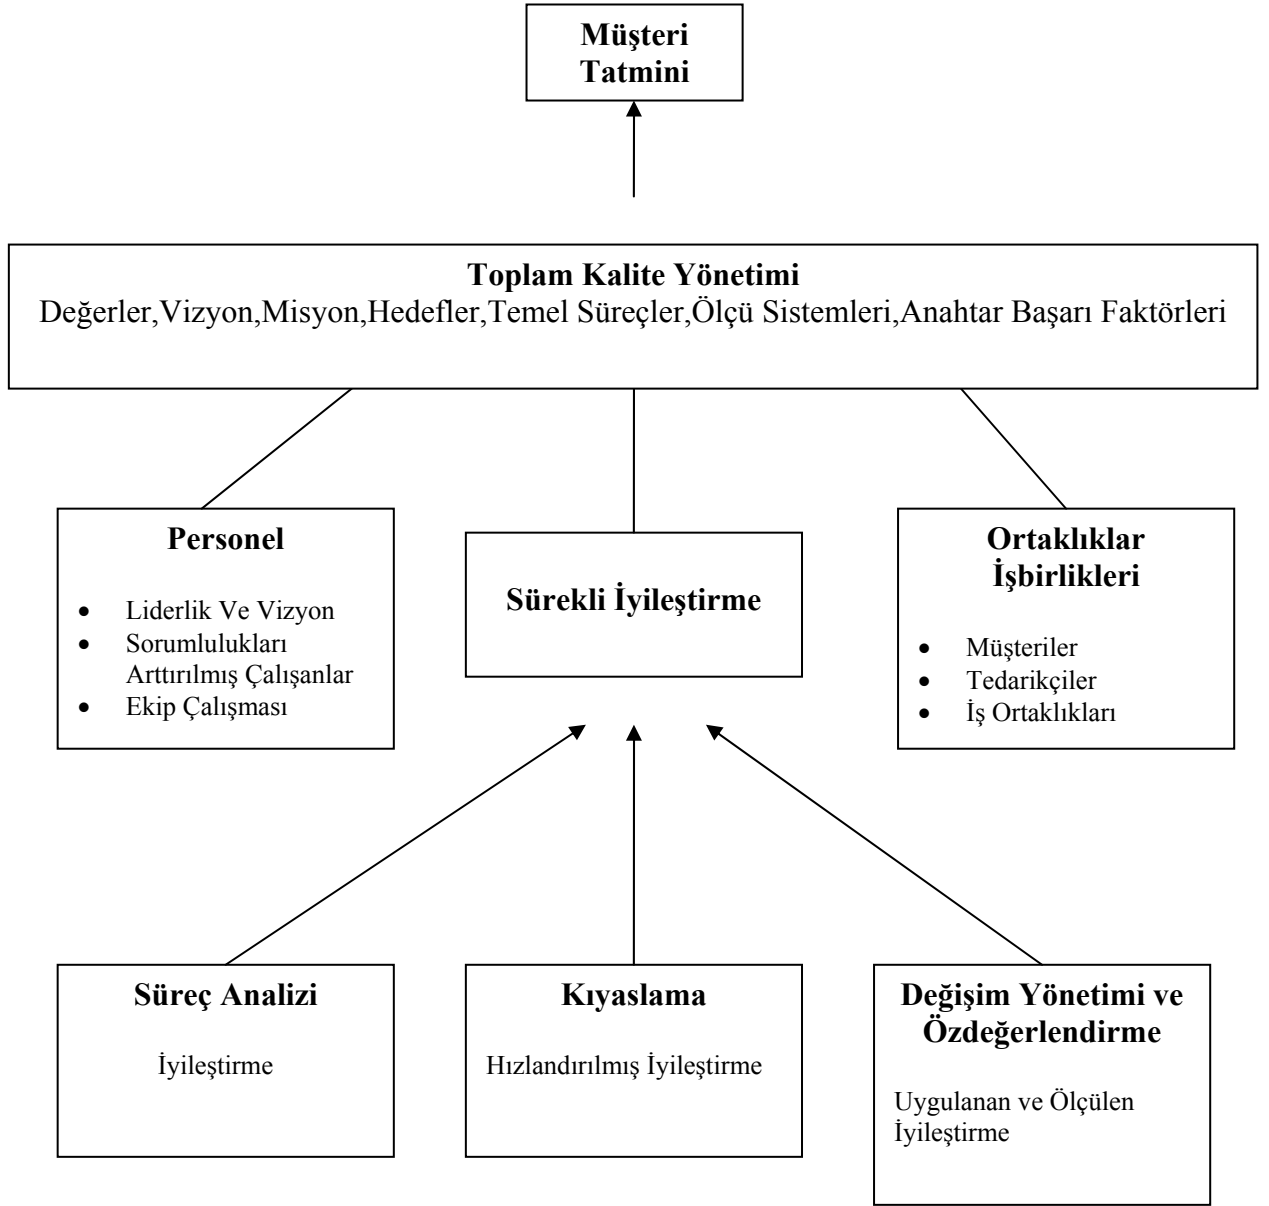 Müşteri
Tatmini
Toplam Kalite Yönetimi
Değerler,Vizyon,Misyon,Hedefler,Temel Süreçler,Ölçü Sistemleri,Anahtar Başarı Faktörleri
Personel
• Liderlik Ve Vizyon
• Sorumlulukları
Arttırılmış Çalışanlar
• Ekip Çalışması
Sürekli İyileştirme
Ortaklıklar
İşbirlikleri
• Müşteriler
• Tedarikçiler
• İş Ortaklıkları
Süreç Analizi
İyileştirme
Kıyaslama
Hızlandırılmış İyileştirme
Değişim Yönetimi ve
Özdeğerlendirme
Uygulanan ve Ölçülen
İyileştirme